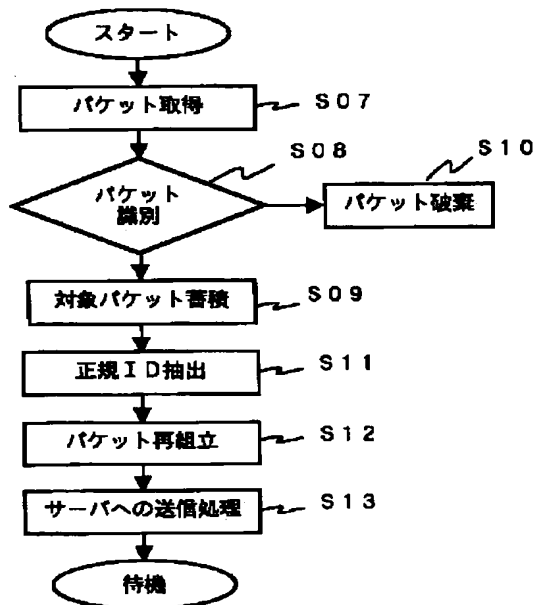 スタート
パケット取得
S07
S08
パケット
識別
S10
パケット破棄
対象パケット蓄積
S09
正規ID抽出
S11
パケット再組立
S12
サーバへの送信処理
S13
待機